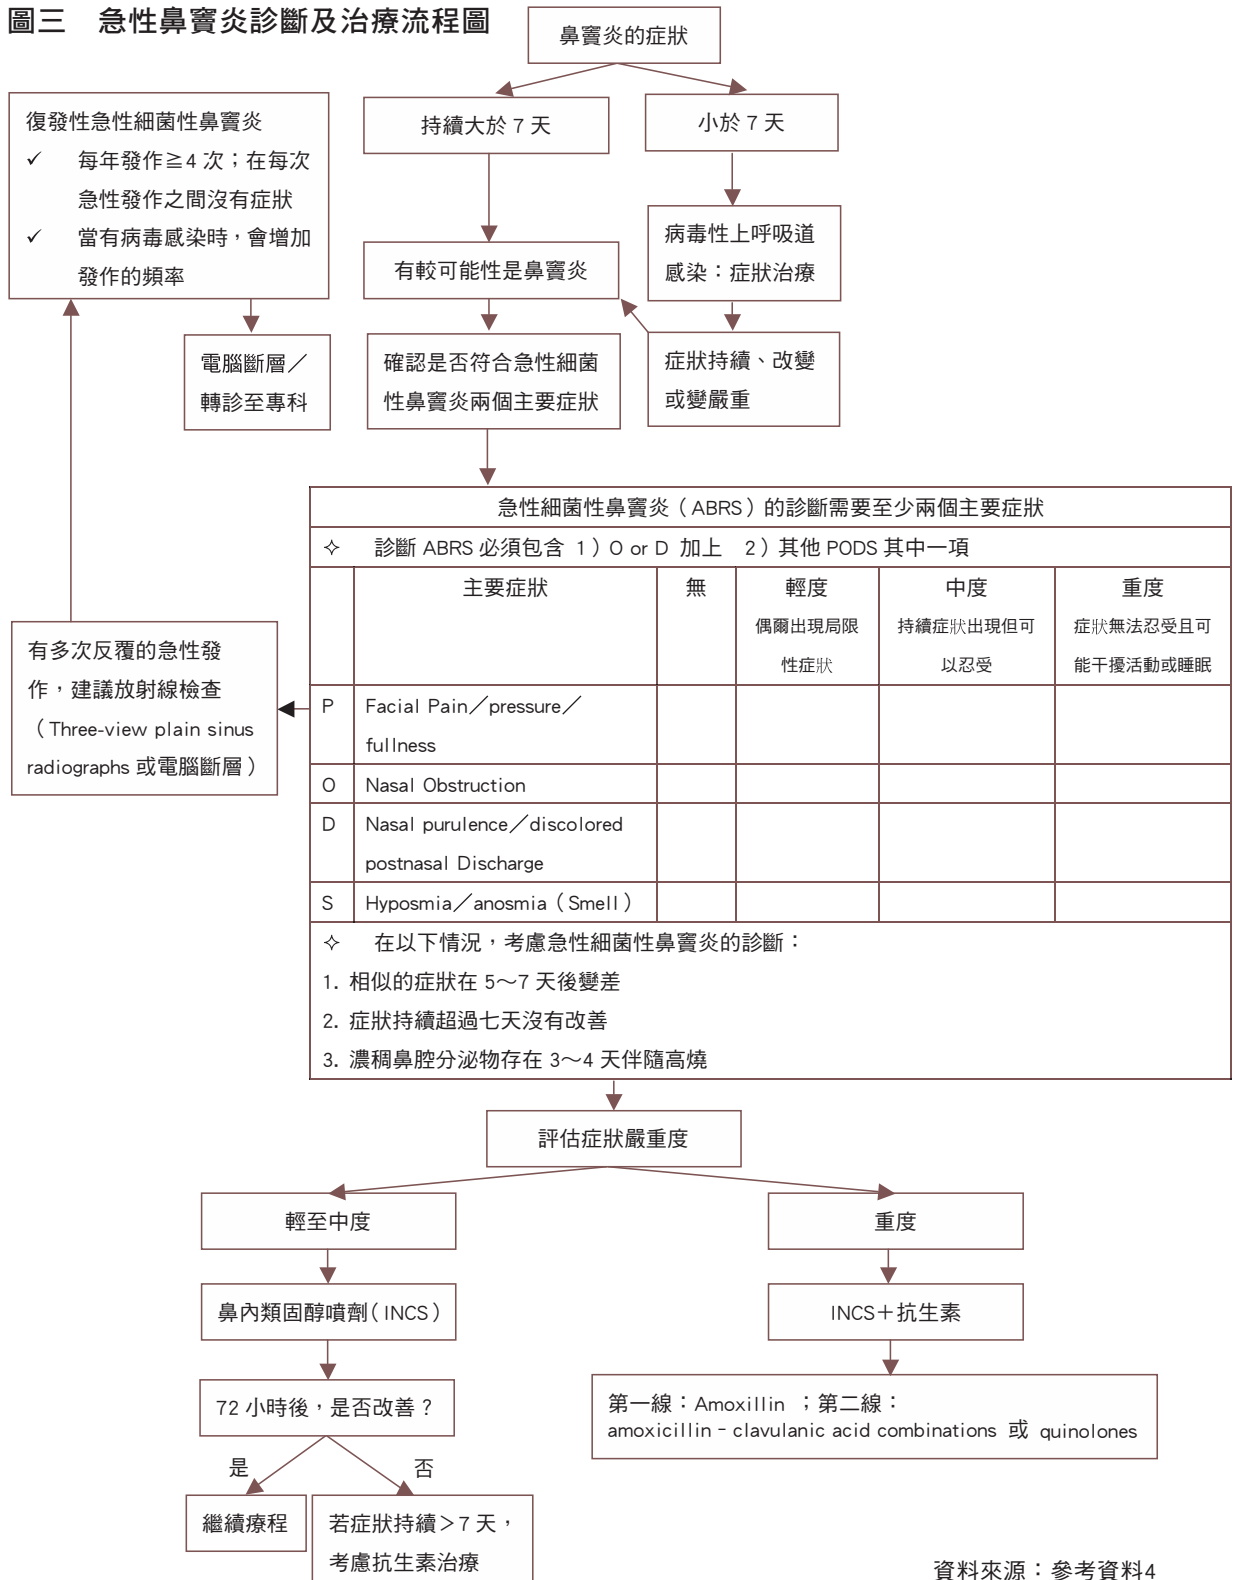 圖三　急性鼻竇炎診斷及治療流程圖
鼻竇炎的症狀
持續大於 7 天
小於 7 天
復發性急性細菌性鼻竇炎
✓ 每年發作≧4 次；在每次
急性發作之間沒有症狀
✓ 當有病毒感染時，會增加
發作的頻率
病毒性上呼吸道
感染：症狀治療
有較可能性是鼻竇炎
電腦斷層／
轉診至專科
確認是否符合急性細菌
性鼻竇炎兩個主要症狀
症狀持續、改變
或變嚴重
急性細菌性鼻竇炎（ABRS）的診斷需要至少兩個主要症狀
✧ 診斷 ABRS 必須包含 1）O or D 加上 2）其他 PODS 其中一項
主要症狀 無 輕度 中度 重度
偶爾出現局限 持續症狀出現但可 症狀無法忍受且可
性症狀 以忍受 能干擾活動或睡眠
有多次反覆的急性發
作，建議放射線檢查
（Three-view plain sinus
radiographs 或電腦斷層）
P Facial Pain／pressure／
fullness
O Nasal Obstruction
D Nasal purulence／discolored
postnasal Discharge
S Hyposmia／anosmia（Smell）
✧ 在以下情況，考慮急性細菌性鼻竇炎的診斷：
1. 相似的症狀在 5～7 天後變差
2. 症狀持續超過七天沒有改善
3. 濃稠鼻腔分泌物存在 3～4 天伴隨高燒
評估症狀嚴重度
輕至中度
重度
鼻內類固醇噴劑（INCS）
INCS＋抗生素
72 小時後，是否改善？
第一線：Amoxillin ；第二線：
amoxicillin‐clavulanic acid combinations 或 quinolones
是
否
繼續療程
若症狀持續＞7 天，
考慮抗生素治療
資料來源：參考資料4